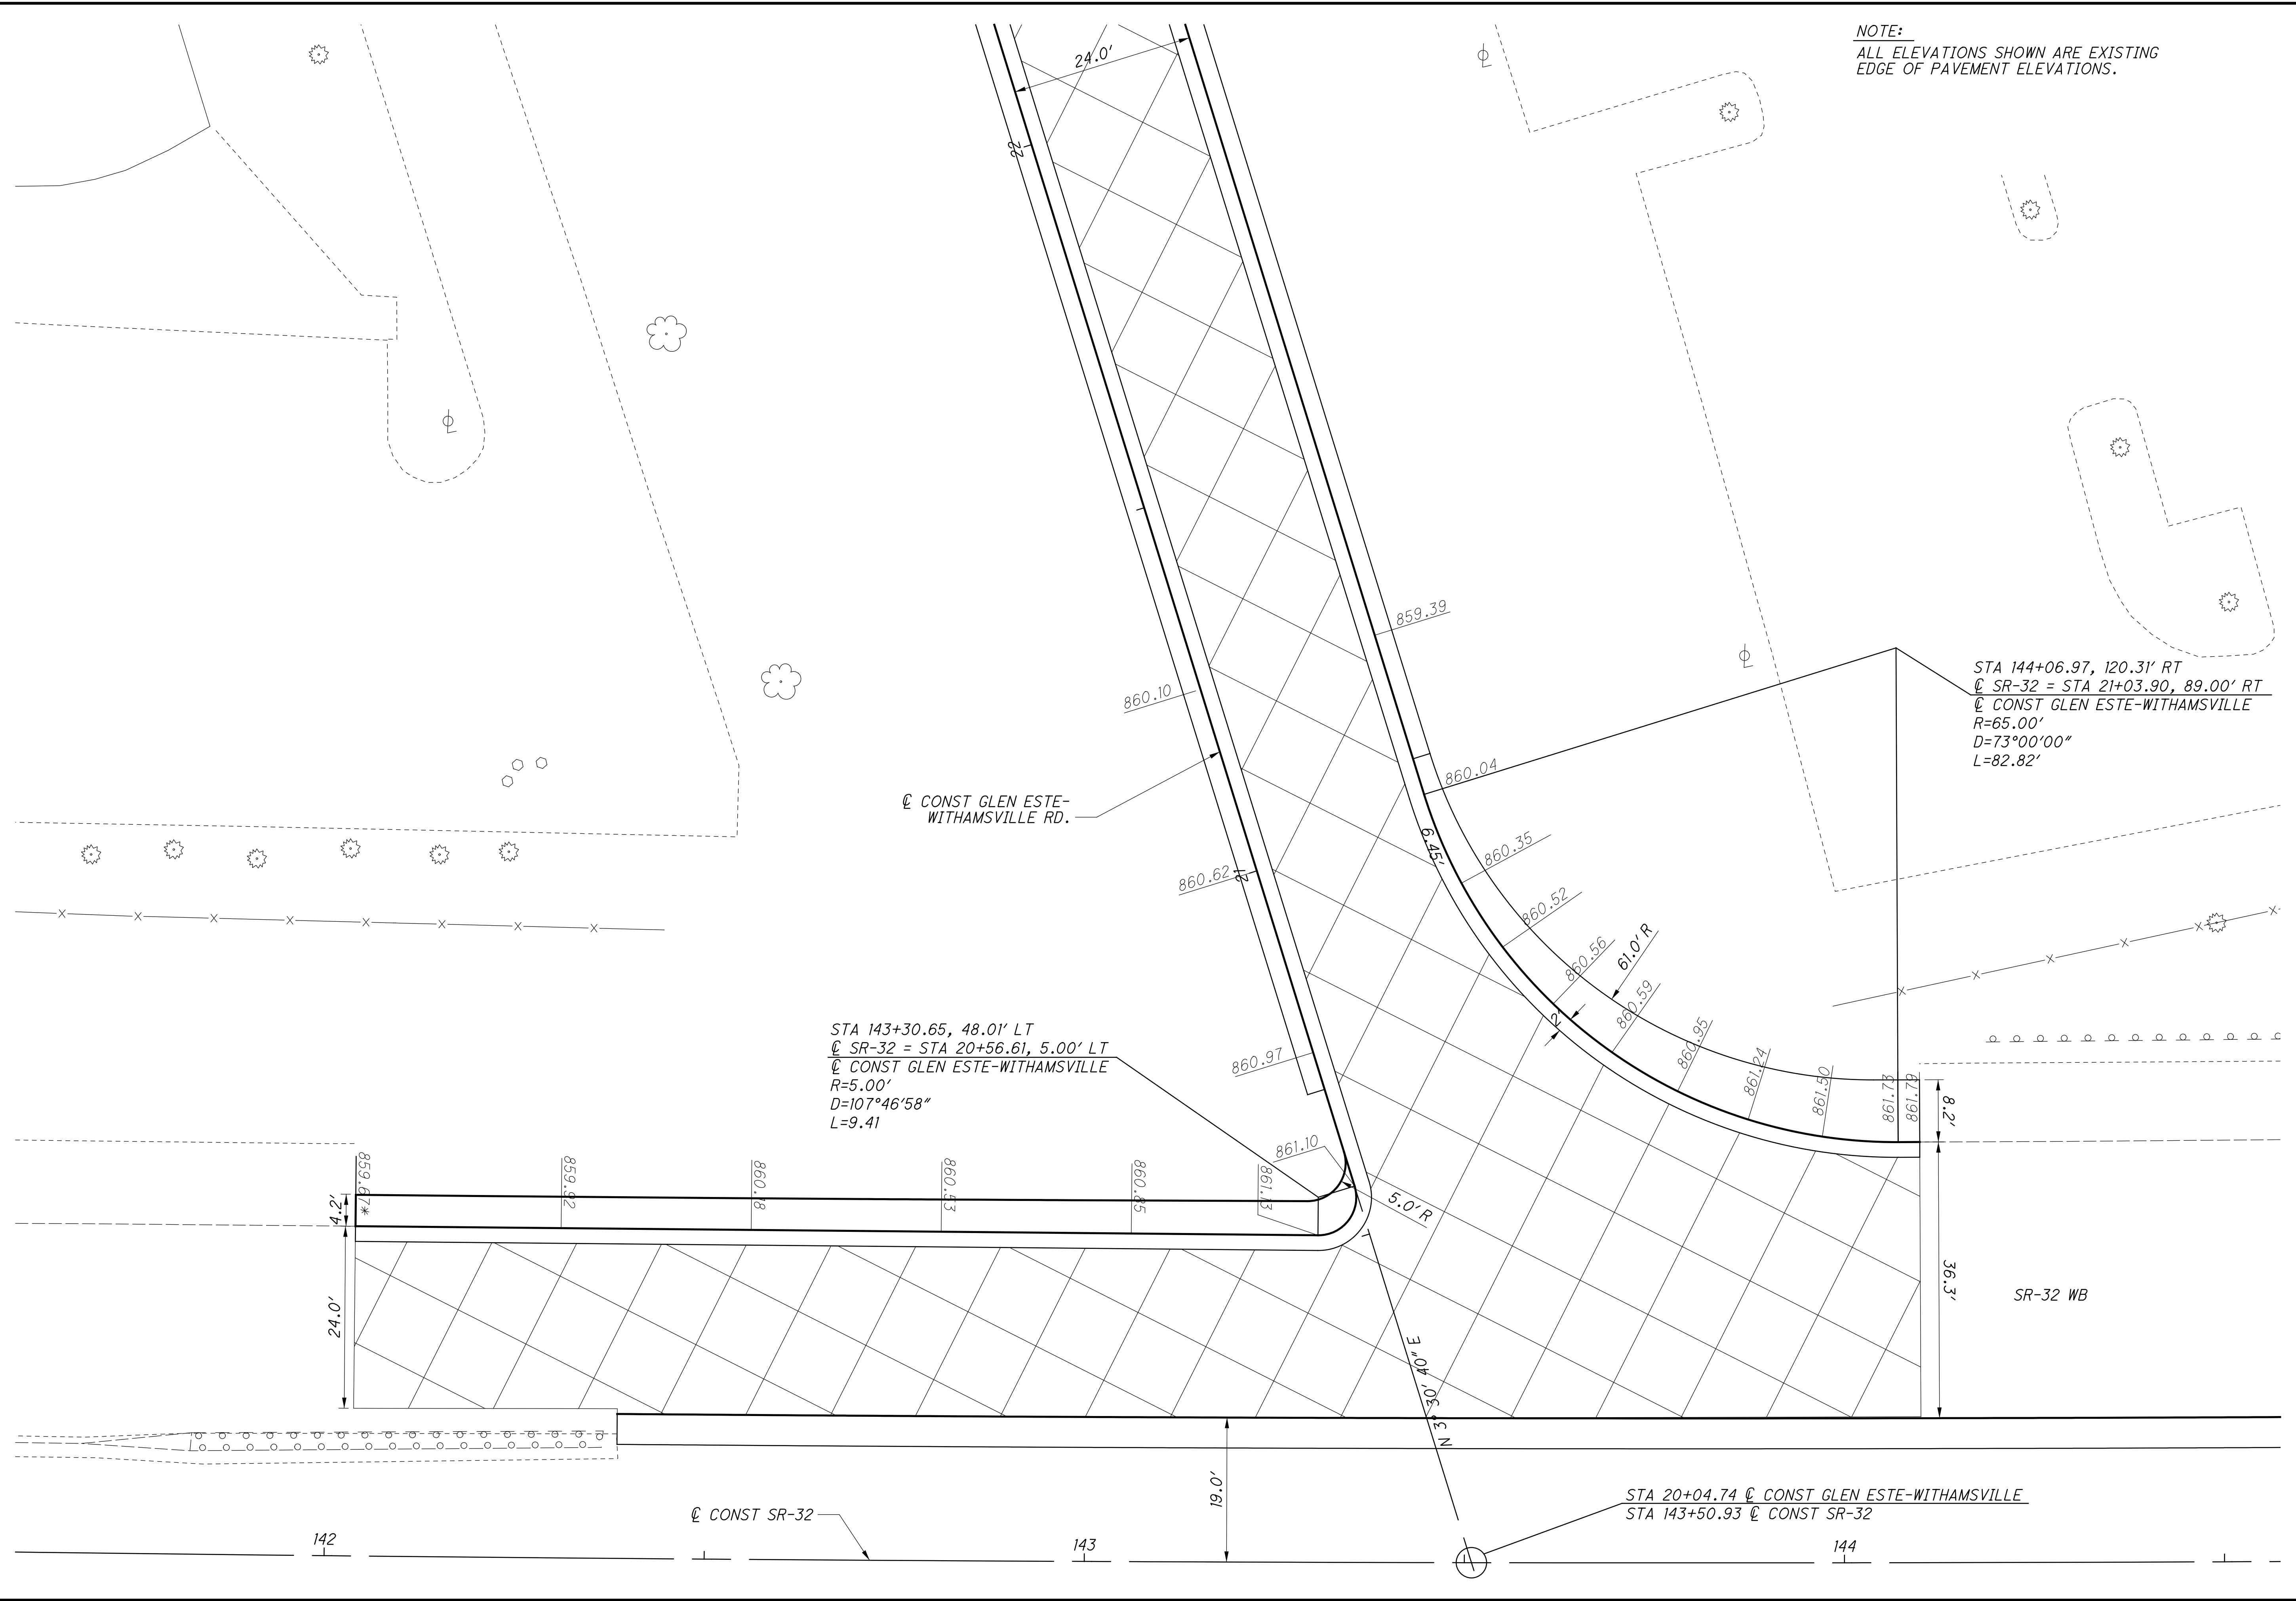 NOTE:
ALL ELEVATIONS SHOWN ARE EXISTING
EDGE OF PAVEMENT ELEVATIONS.
24.0'
22
859.39
860.10
STA 144+06.97, 120.31' RT
℄ SR-32 = STA 21+03.90, 89.00' RT
℄ CONST GLEN ESTE-WITHAMSVILLE
R=65.00'
D=73°00'00"
L=82.82'
860.04
℄ CONST GLEN ESTE-
WITHAMSVILLE RD.
6.45'
860.35
860.62
21
860.52
860.56
61.0' R
860.59
2'
860.95
861.24
861.50
861.73
861.79
8.2'
STA 143+30.65, 48.01' LT
℄ SR-32 = STA 20+56.61, 5.00' LT
℄ CONST GLEN ESTE-WITHAMSVILLE
R=5.00'
D=107°46'58"
L=9.41
860.97
861.10
5.0' R
859.67*
859.92
860.18
860.53
860.85
861.13
4.2'
24.0'
36.3'
SR-32 WB
N 3° 30' 40" E
19.0'
℄ CONST SR-32
STA 20+04.74 ℄ CONST GLEN ESTE-WITHAMSVILLE
STA 143+50.93 ℄ CONST SR-32
142
143
144